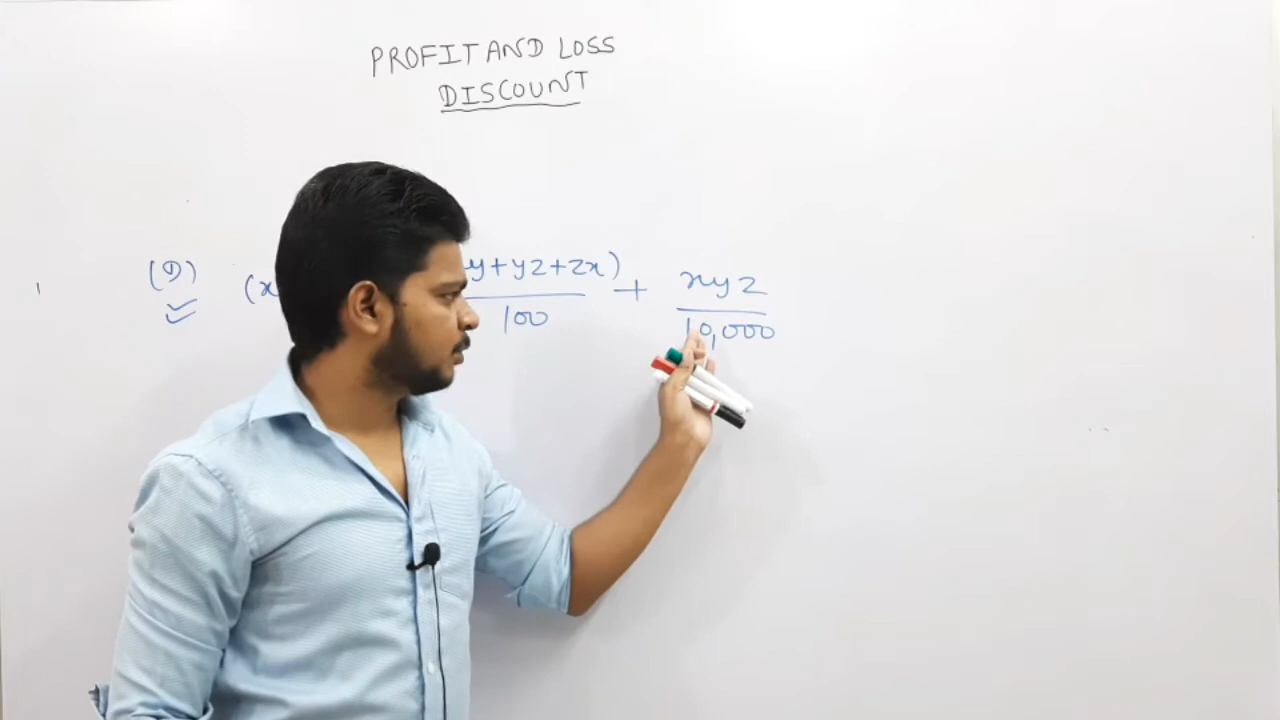 PROFIT AND LOSS
DISCOUNT
(D) (x y+yz+zx) / 100 + xyz / 10,000